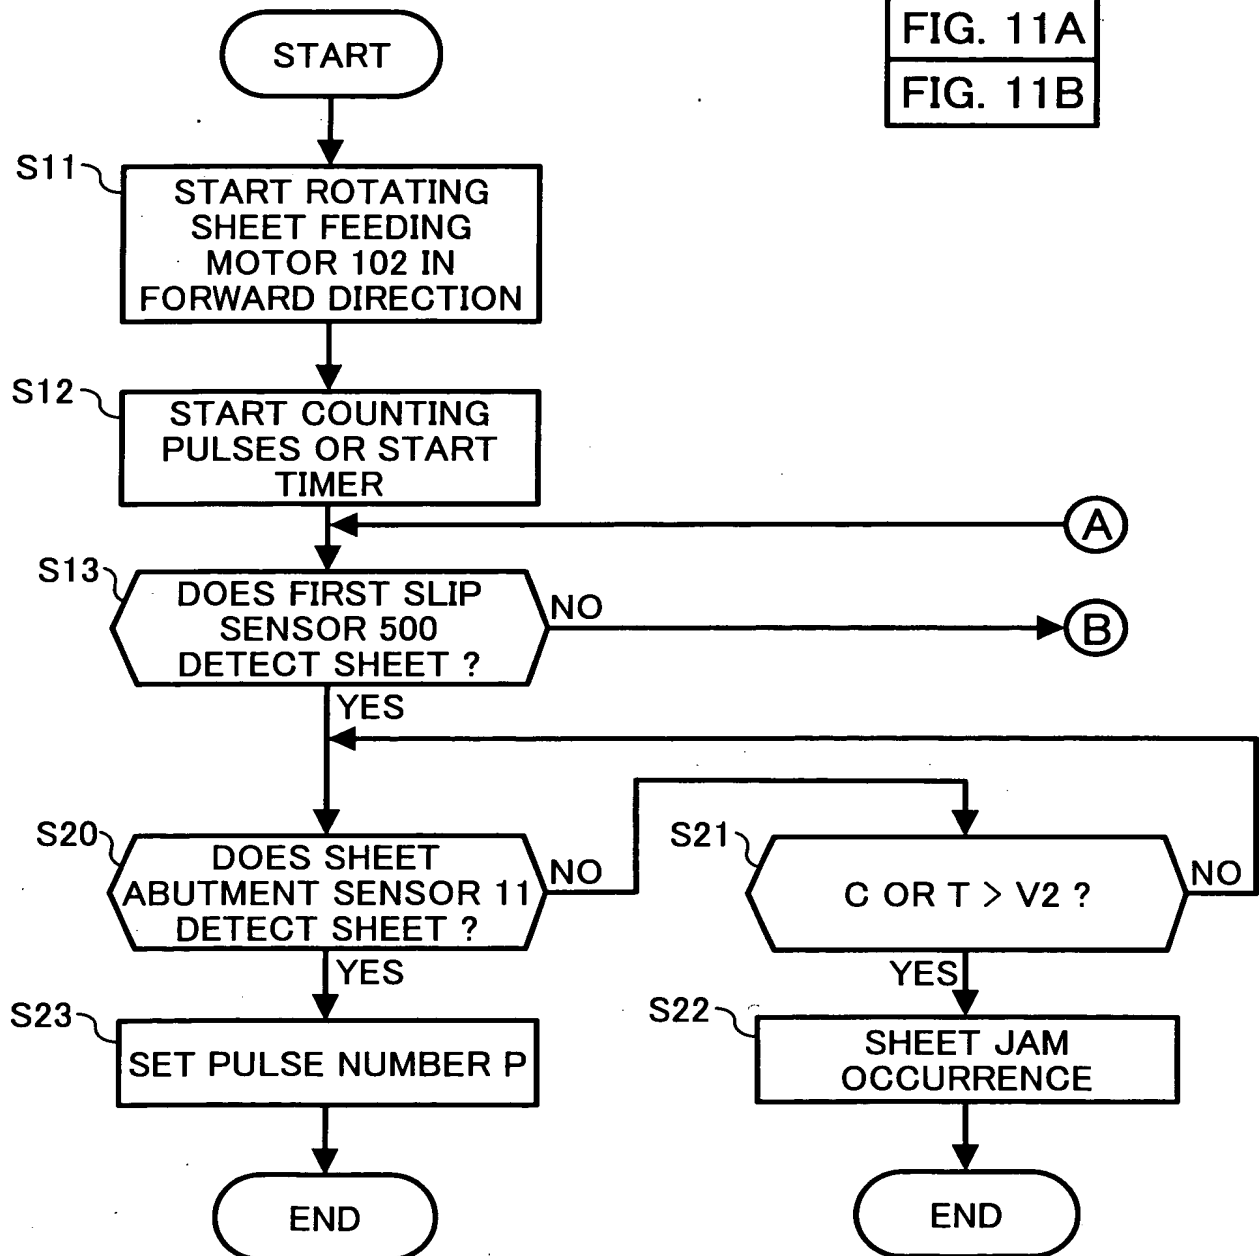 FIG. 11A
FIG. 11B
START
S11
START ROTATING
SHEET FEEDING
MOTOR 102 IN
FORWARD DIRECTION
S12
START COUNTING
PULSES OR START
TIMER
A
S13
DOES FIRST SLIP
SENSOR 500
DETECT SHEET ?
NO
B
YES
S20
DOES SHEET
ABUTMENT SENSOR 11
DETECT SHEET ?
NO
S21
C OR T > V2 ?
NO
YES
YES
S23
SET PULSE NUMBER P
S22
SHEET JAM
OCCURRENCE
END
END